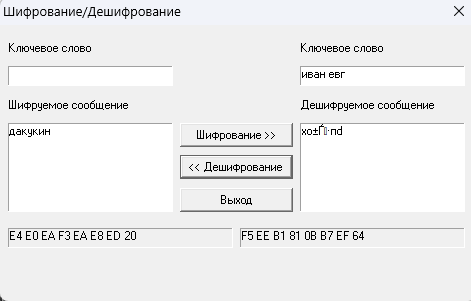 Шифрование/Дешифрование
Ключевое слово
Ключевое слово
иван евг
Шифруемое сообщение
Дешифруемое сообщение
дакукин
Шифрование >>
<< Дешифрование
Выход
E4 E0 EA F3 EA E8 ED 20
F5 EE B1 81 0B B7 EF 64